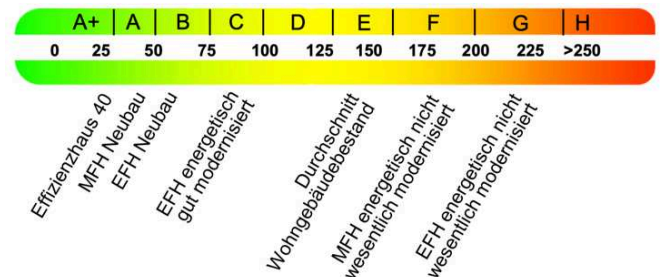 A+ A B C D E F G H
0 25 50 75 100 125 150 175 200 225 >250
Effizienzhaus 40
MFH Neubau
EFH Neubau
EFH energetisch
gut modernisiert
Durchschnitt
Wohngebäudebestand
MFH energetisch nicht
wesentlich modernisiert
EFH energetisch nicht
wesentlich modernisiert